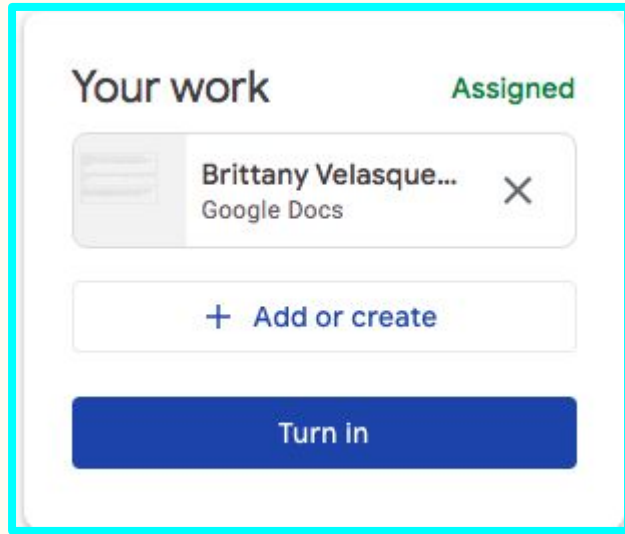 Your work
Assigned
Brittany Velasque...
Google Docs
+ Add or create
Turn in